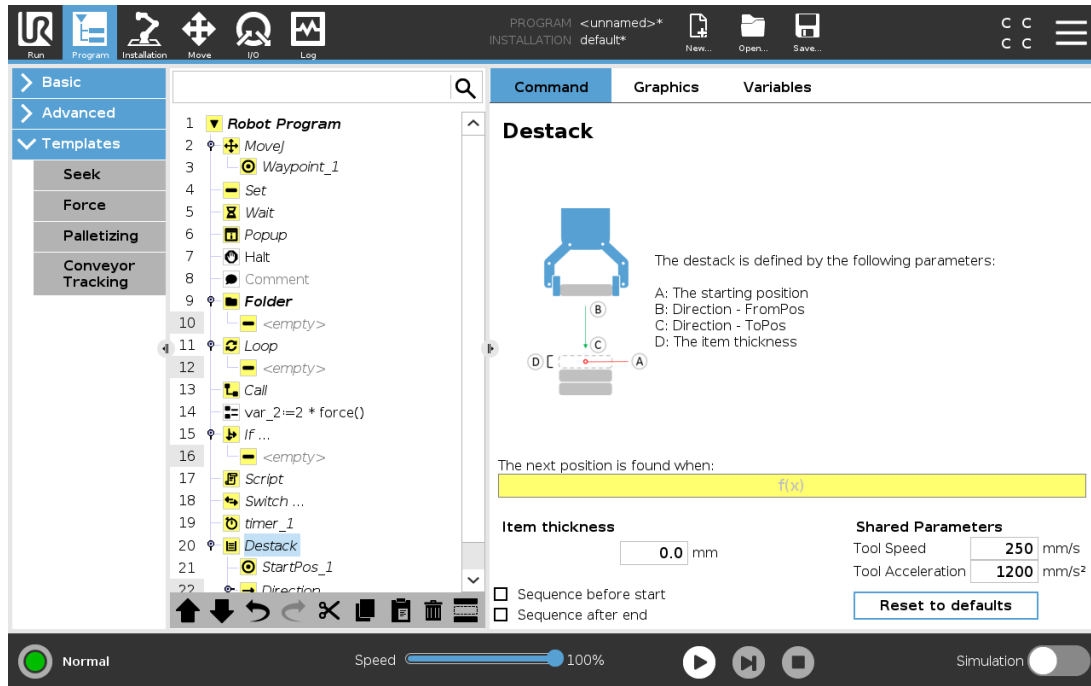 PROGRAM <unnamed>*
INSTALLATION default*
Run Program Installation Move I/O Log New... Open... Save...
C C
C C
Basic
Advanced
Templates
Seek
Force
Palletizing
Conveyor
Tracking
1 Robot Program
2 MoveJ
3 Waypoint_1
4 Set
5 Wait
6 Popup
7 Halt
8 Comment
9 Folder
10 <empty>
11 Loop
12 <empty>
13 Call
14 var_2:=2 * force()
15 If ...
16 <empty>
17 Script
18 Switch ...
19 timer_1
20 Destack
21 StartPos_1
22 Direction
Command Graphics Variables
Destack
B
C
D
A
The destack is defined by the following parameters:
A: The starting position
B: Direction - FromPos
C: Direction - ToPos
D: The item thickness
The next position is found when:
f(x)
Item thickness
0.0 mm
Sequence before start
Sequence after end
Shared Parameters
Tool Speed 250 mm/s
Tool Acceleration 1200 mm/s²
Reset to defaults
Normal
Speed 100%
Simulation